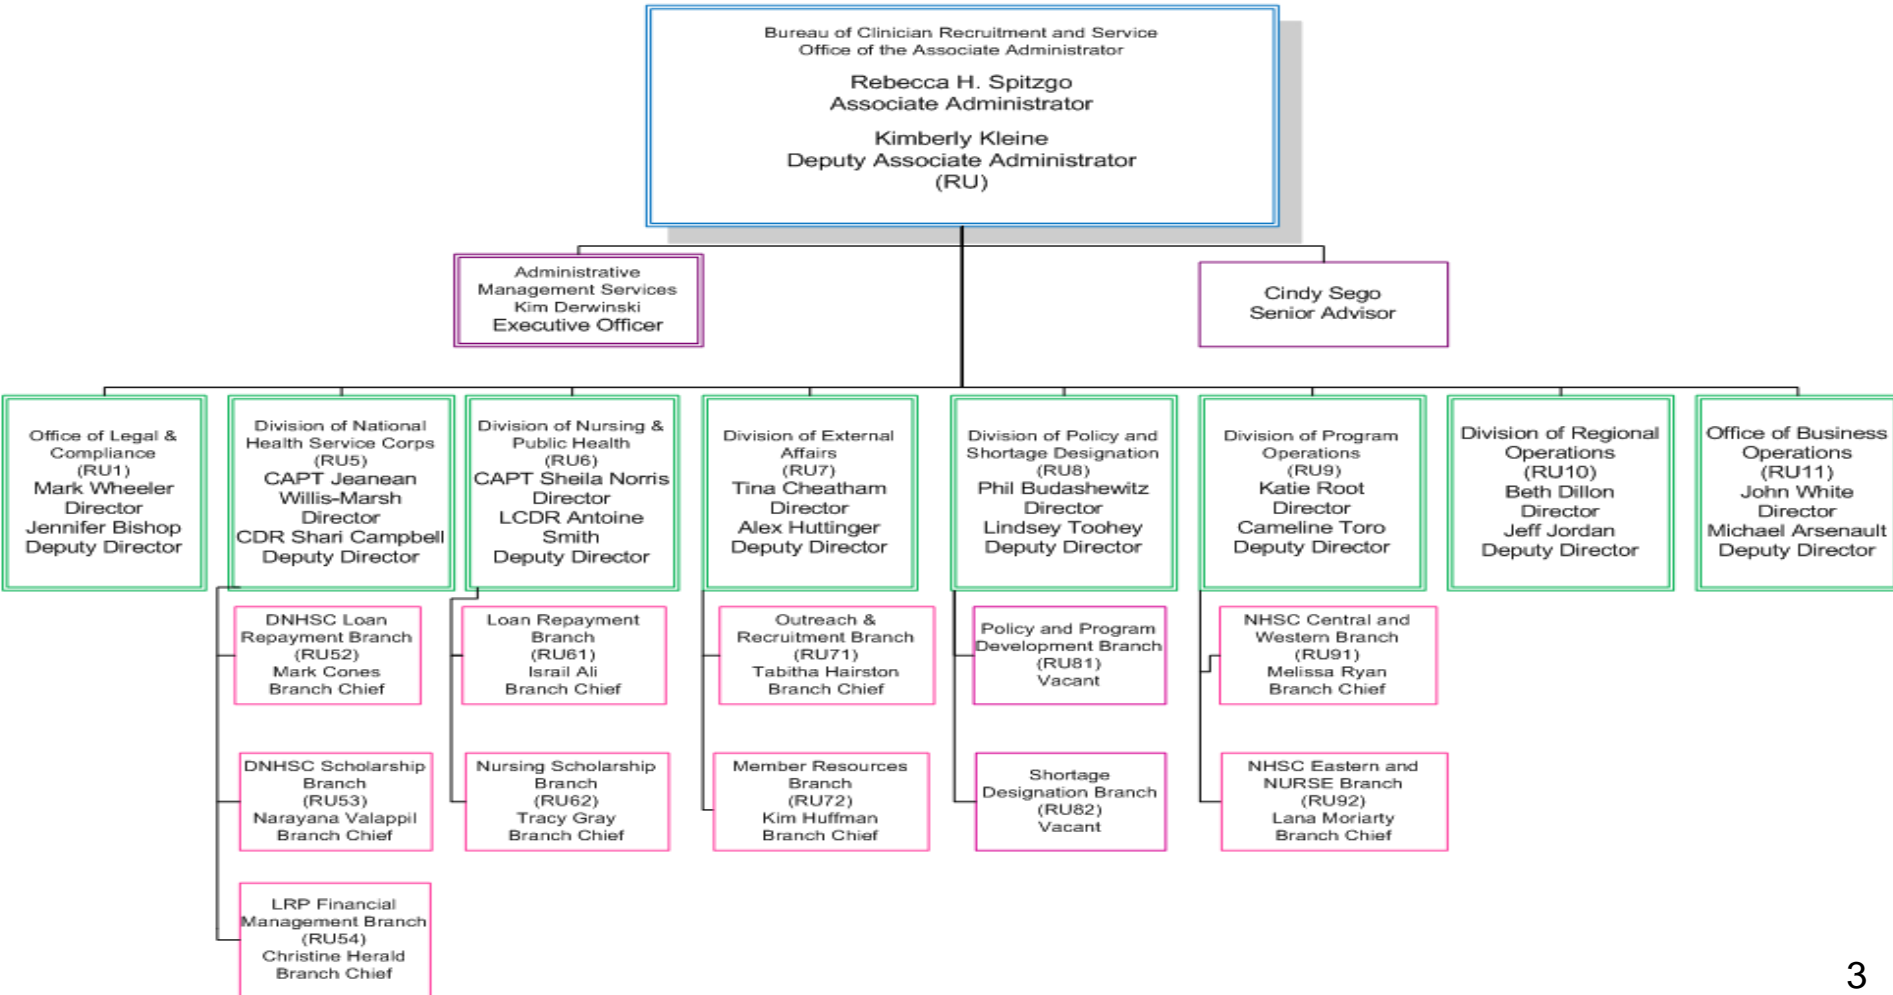 Bureau of Clinician Recruitment and Service
Office of the Associate Administrator
Rebecca H. Spitzgo
Associate Administrator
Kimberly Kleine
Deputy Associate Administrator
(RU)
Administrative
Management Services
Kim Derwinski
Executive Officer
Cindy Sego
Senior Advisor
Office of Legal &
Compliance
(RU1)
Mark Wheeler
Director
Jennifer Bishop
Deputy Director
Division of National
Health Service Corps
(RU5)
CAPT Jeanean
Willis-Marsh
Director
CDR Shari Campbell
Deputy Director
Division of Nursing &
Public Health
(RU6)
CAPT Sheila Norris
Director
LCDR Antoine
Smith
Deputy Director
Division of External
Affairs
(RU7)
Tina Cheatham
Director
Alex Huttinger
Deputy Director
Division of Policy and
Shortage Designation
(RU8)
Phil Budashewitz
Director
Lindsey Toohey
Deputy Director
Division of Program
Operations
(RU9)
Katie Root
Director
Cameline Toro
Deputy Director
Division of Regional
Operations
(RU10)
Beth Dillon
Director
Jeff Jordan
Deputy Director
Office of Business
Operations
(RU11)
John White
Director
Michael Arsenault
Deputy Director
DNHSC Loan
Repayment Branch
(RU52)
Mark Cones
Branch Chief
Loan Repayment
Branch
(RU61)
Israil Ali
Branch Chief
Outreach &
Recruitment Branch
(RU71)
Tabitha Hairston
Branch Chief
Policy and Program
Development Branch
(RU81)
Vacant
NHSC Central and
Western Branch
(RU91)
Melissa Ryan
Branch Chief
DNHSC Scholarship
Branch
(RU53)
Narayana Valappil
Branch Chief
Nursing Scholarship
Branch
(RU62)
Tracy Gray
Branch Chief
Member Resources
Branch
(RU72)
Kim Huffman
Branch Chief
Shortage
Designation Branch
(RU82)
Vacant
NHSC Eastern and
NURSE Branch
(RU92)
Lana Moriarty
Branch Chief
LRP Financial
Management Branch
(RU54)
Christine Herald
Branch Chief
3